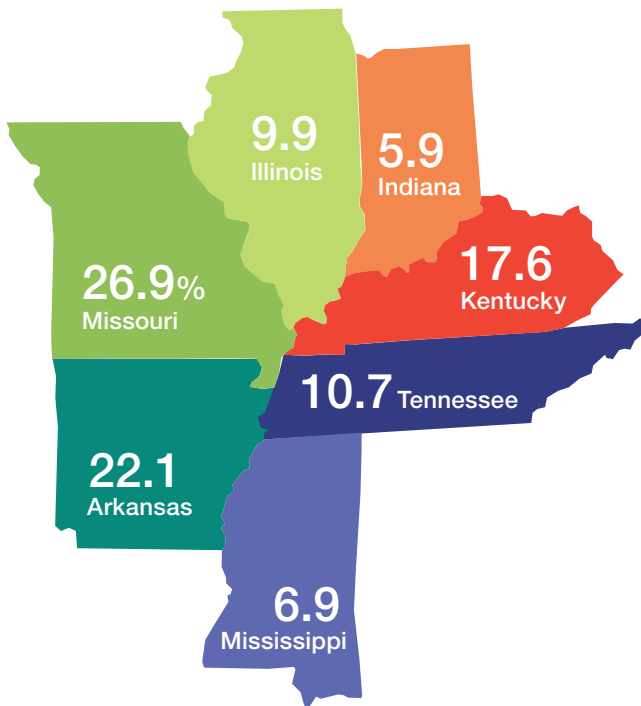 9.9
Illinois
5.9
Indiana
17.6
Kentucky
26.9%
Missouri
10.7 Tennessee
22.1
Arkansas
6.9
Mississippi